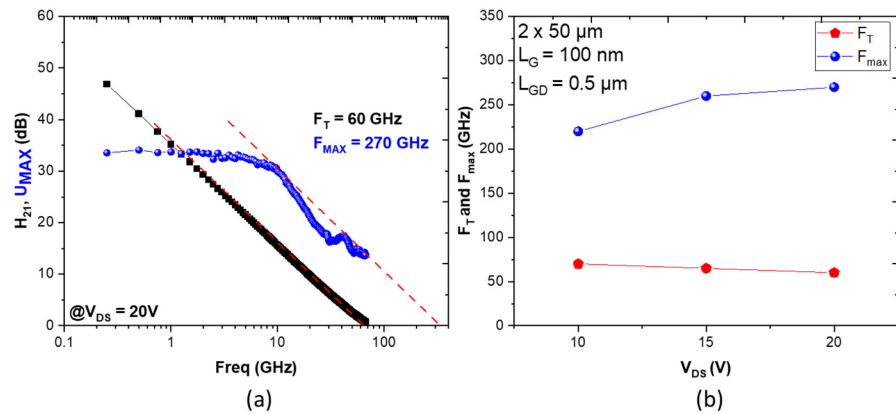 (a)
60
50
40
30
20
10
0
H21, UMAX (dB)
FT = 60 GHz
FMAX = 270 GHz
@VDS = 20V
0.1
1
10
100
Freq (GHz)
(a)
350
300
250
200
150
100
50
0
FT and Fmax (GHz)
2 x 50 µm
LG = 100 nm
LGD = 0.5 µm
FT
Fmax
10
15
20
VDS (V)
(b)